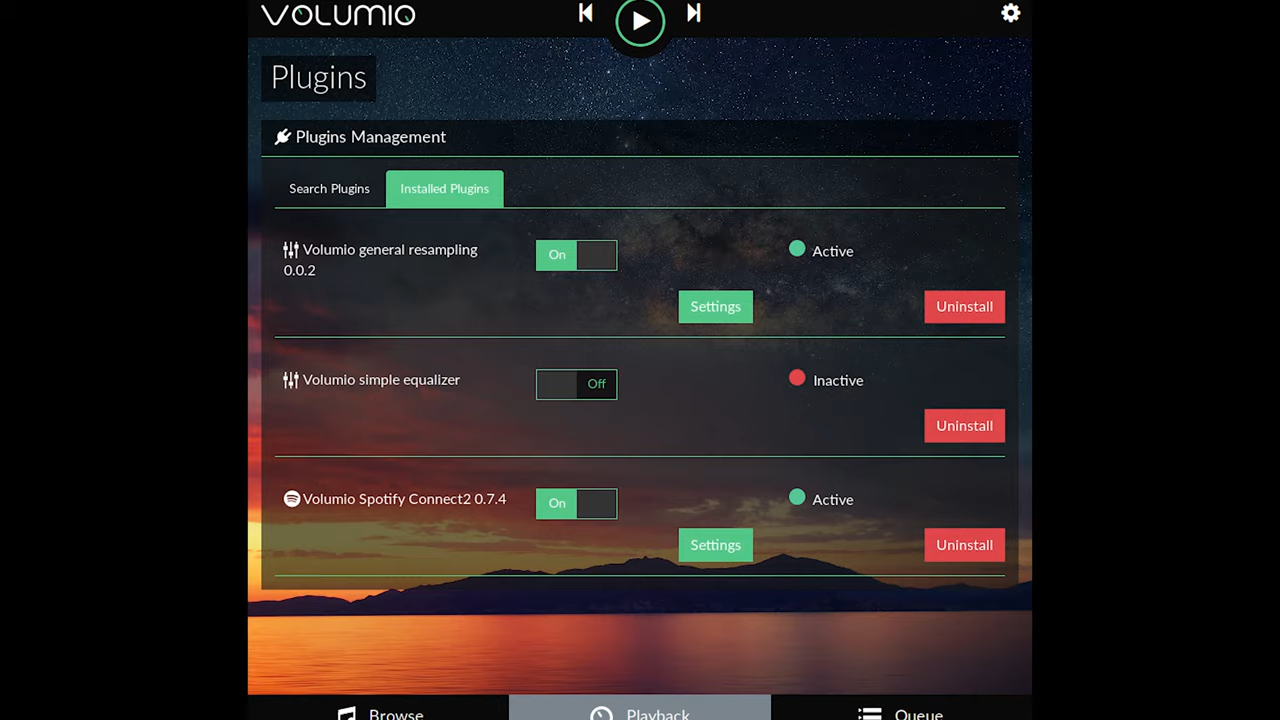 VOLUMIO
Plugins
Plugins Management
Search Plugins Installed Plugins
Volumio general resampling
0.0.2
On
Active
Settings
Uninstall
Volumio simple equalizer
Off
Inactive
Uninstall
Volumio Spotify Connect2 0.7.4
On
Active
Settings
Uninstall
Browse
Playback
Queue